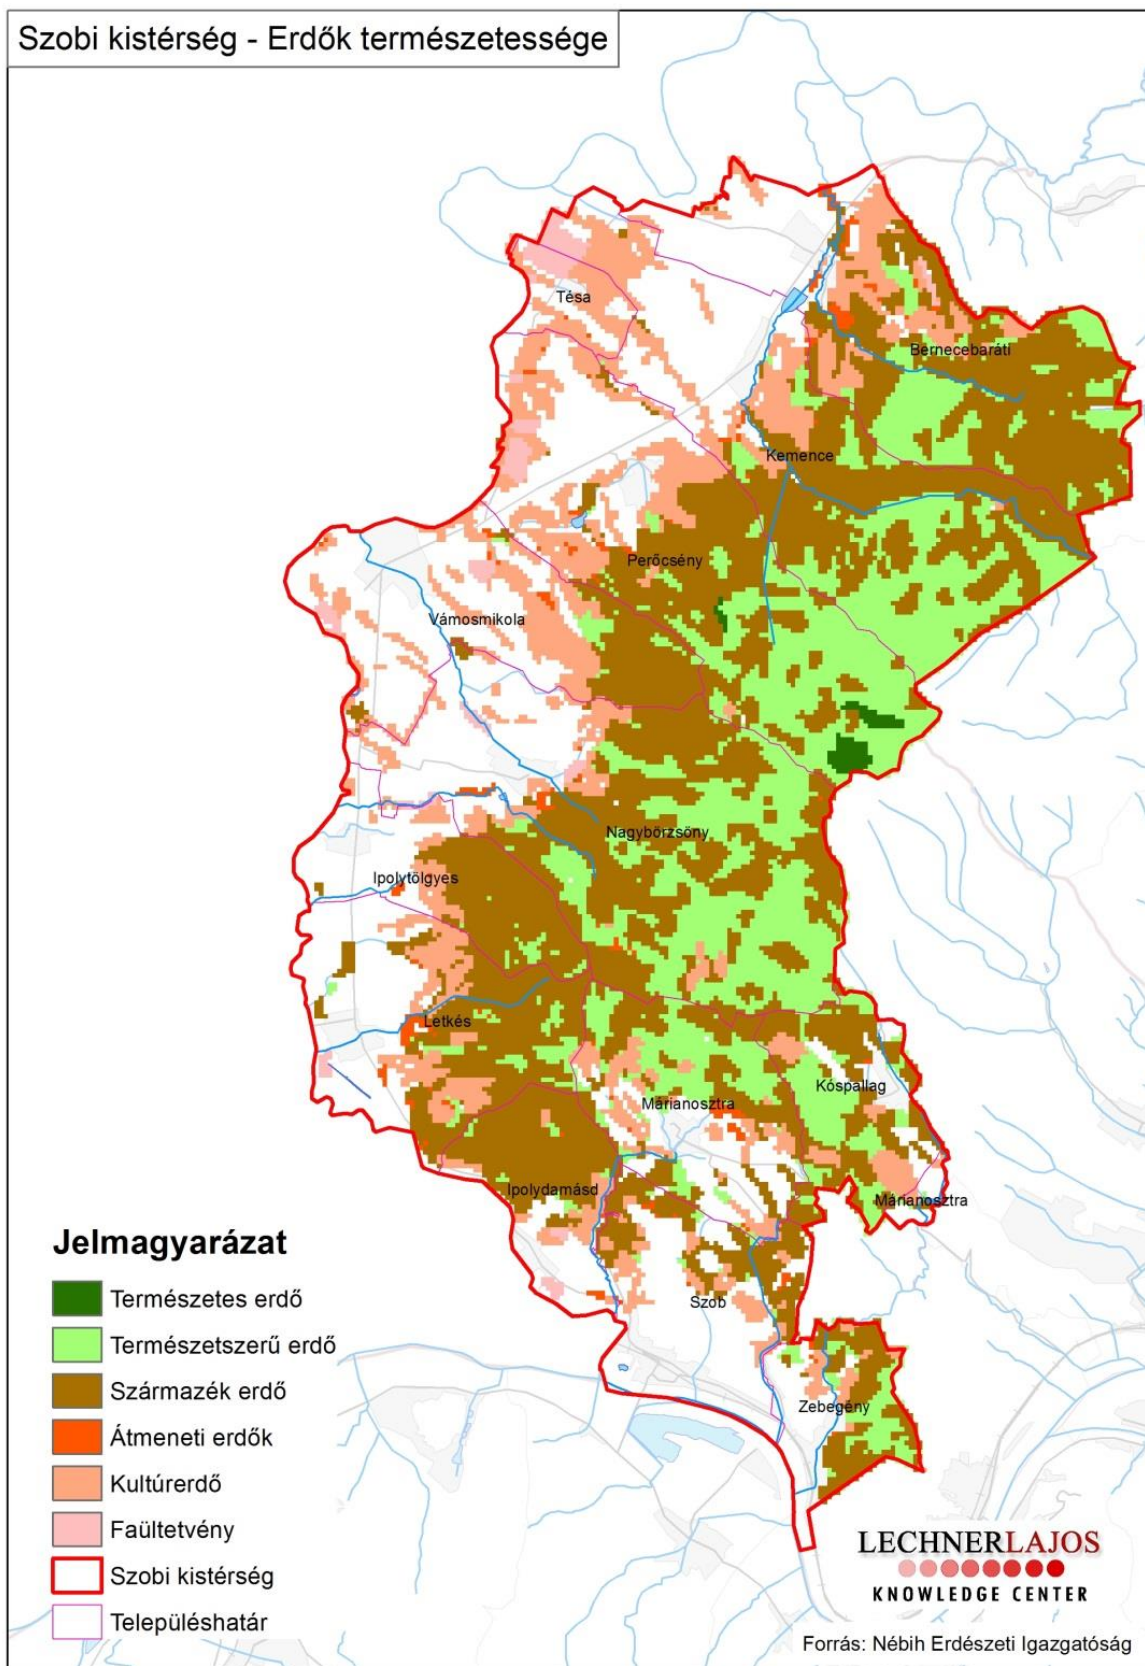 Szobi kistérség - Erdők természetessége
Tésa
Bernecebaráti
Kemence
Perőcsény
Vámosmikola
Nagybörzsöny
Ipolytölgyes
Letkés
Kóspallag
Márianosztra
Ipolydamásd
Márianosztra
Szob
Zebegény
Jelmagyarázat
Természetes erdő
Természetszerű erdő
Származék erdő
Átmeneti erdők
Kultúrerdő
Faültetvény
Szobi kistérség
Településhatár
LECHNERLAJOS
KNOWLEDGE CENTER
Forrás: Nébih Erdészeti Igazgatóság